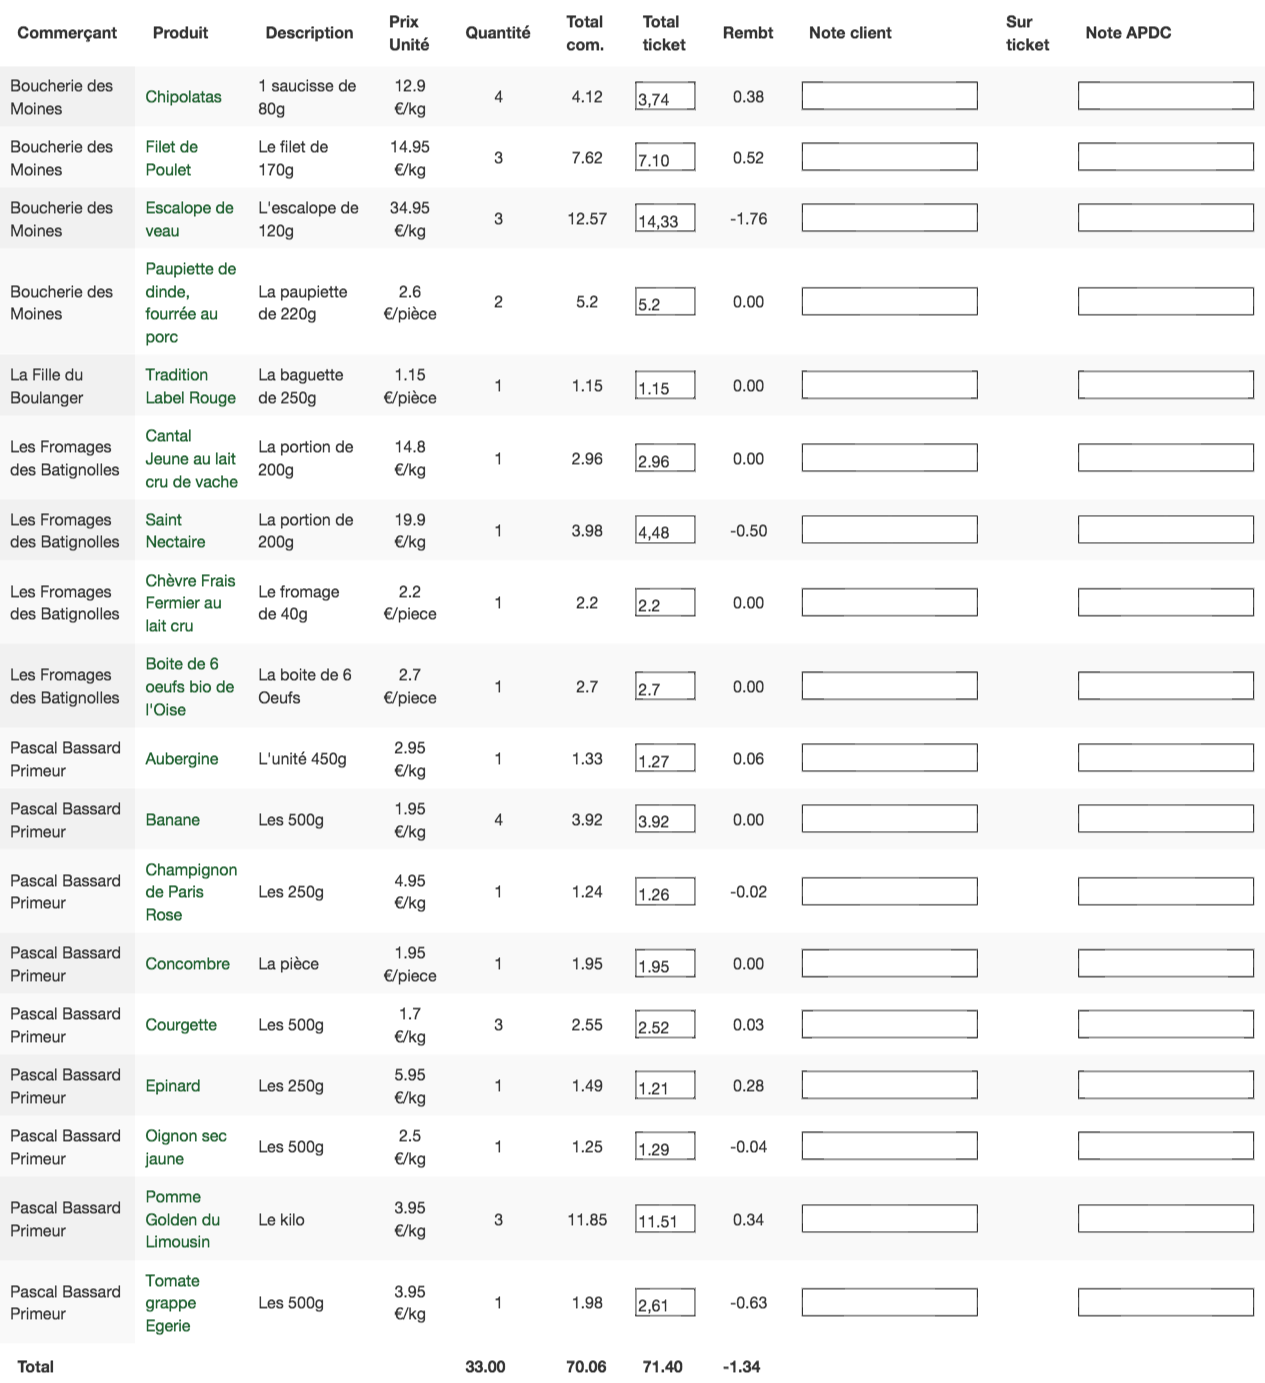 Commerçant Produit Description Prix Unité Quantité Total com. Total ticket Rembt Note client Sur ticket Note APDC
Boucherie des Moines Chipolatas 1 saucisse de 80g 12.9 €/kg 4 4.12 3,74 0.38
Boucherie des Moines Filet de Poulet Le filet de 170g 14.95 €/kg 3 7.62 7.10 0.52
Boucherie des Moines Escalope de veau L'escalope de 120g 34.95 €/kg 3 12.57 14,33 -1.76
Boucherie des Moines Paupiette de dinde, fourrée au porc La paupiette de 220g 2.6 €/pièce 2 5.2 5.2 0.00
La Fille du Boulanger Tradition Label Rouge La baguette de 250g 1.15 €/pièce 1 1.15 1.15 0.00
Les Fromages des Batignolles Cantal Jeune au lait cru de vache La portion de 200g 14.8 €/kg 1 2.96 2.96 0.00
Les Fromages des Batignolles Saint Nectaire La portion de 200g 19.9 €/kg 1 3.98 4,48 -0.50
Les Fromages des Batignolles Chèvre Frais Fermier au lait cru Le fromage de 40g 2.2 €/piece 1 2.2 2.2 0.00
Les Fromages des Batignolles Boite de 6 oeufs bio de l'Oise La boite de 6 Oeufs 2.7 €/piece 1 2.7 2.7 0.00
Pascal Bassard Primeur Aubergine L'unité 450g 2.95 €/kg 1 1.33 1.27 0.06
Pascal Bassard Primeur Banane Les 500g 1.95 €/kg 4 3.92 3.92 0.00
Pascal Bassard Primeur Champignon de Paris Rose Les 250g 4.95 €/kg 1 1.24 1.26 -0.02
Pascal Bassard Primeur Concombre La pièce 1.95 €/piece 1 1.95 1.95 0.00
Pascal Bassard Primeur Courgette Les 500g 1.7 €/kg 3 2.55 2.52 0.03
Pascal Bassard Primeur Epinard Les 250g 5.95 €/kg 1 1.49 1.21 0.28
Pascal Bassard Primeur Oignon sec jaune Les 500g 2.5 €/kg 1 1.25 1.29 -0.04
Pascal Bassard Primeur Pomme Golden du Limousin Le kilo 3.95 €/kg 3 11.85 11.51 0.34
Pascal Bassard Primeur Tomate grappe Egerie Les 500g 3.95 €/kg 1 1.98 2,61 -0.63
Total 33.00 70.06 71.40 -1.34